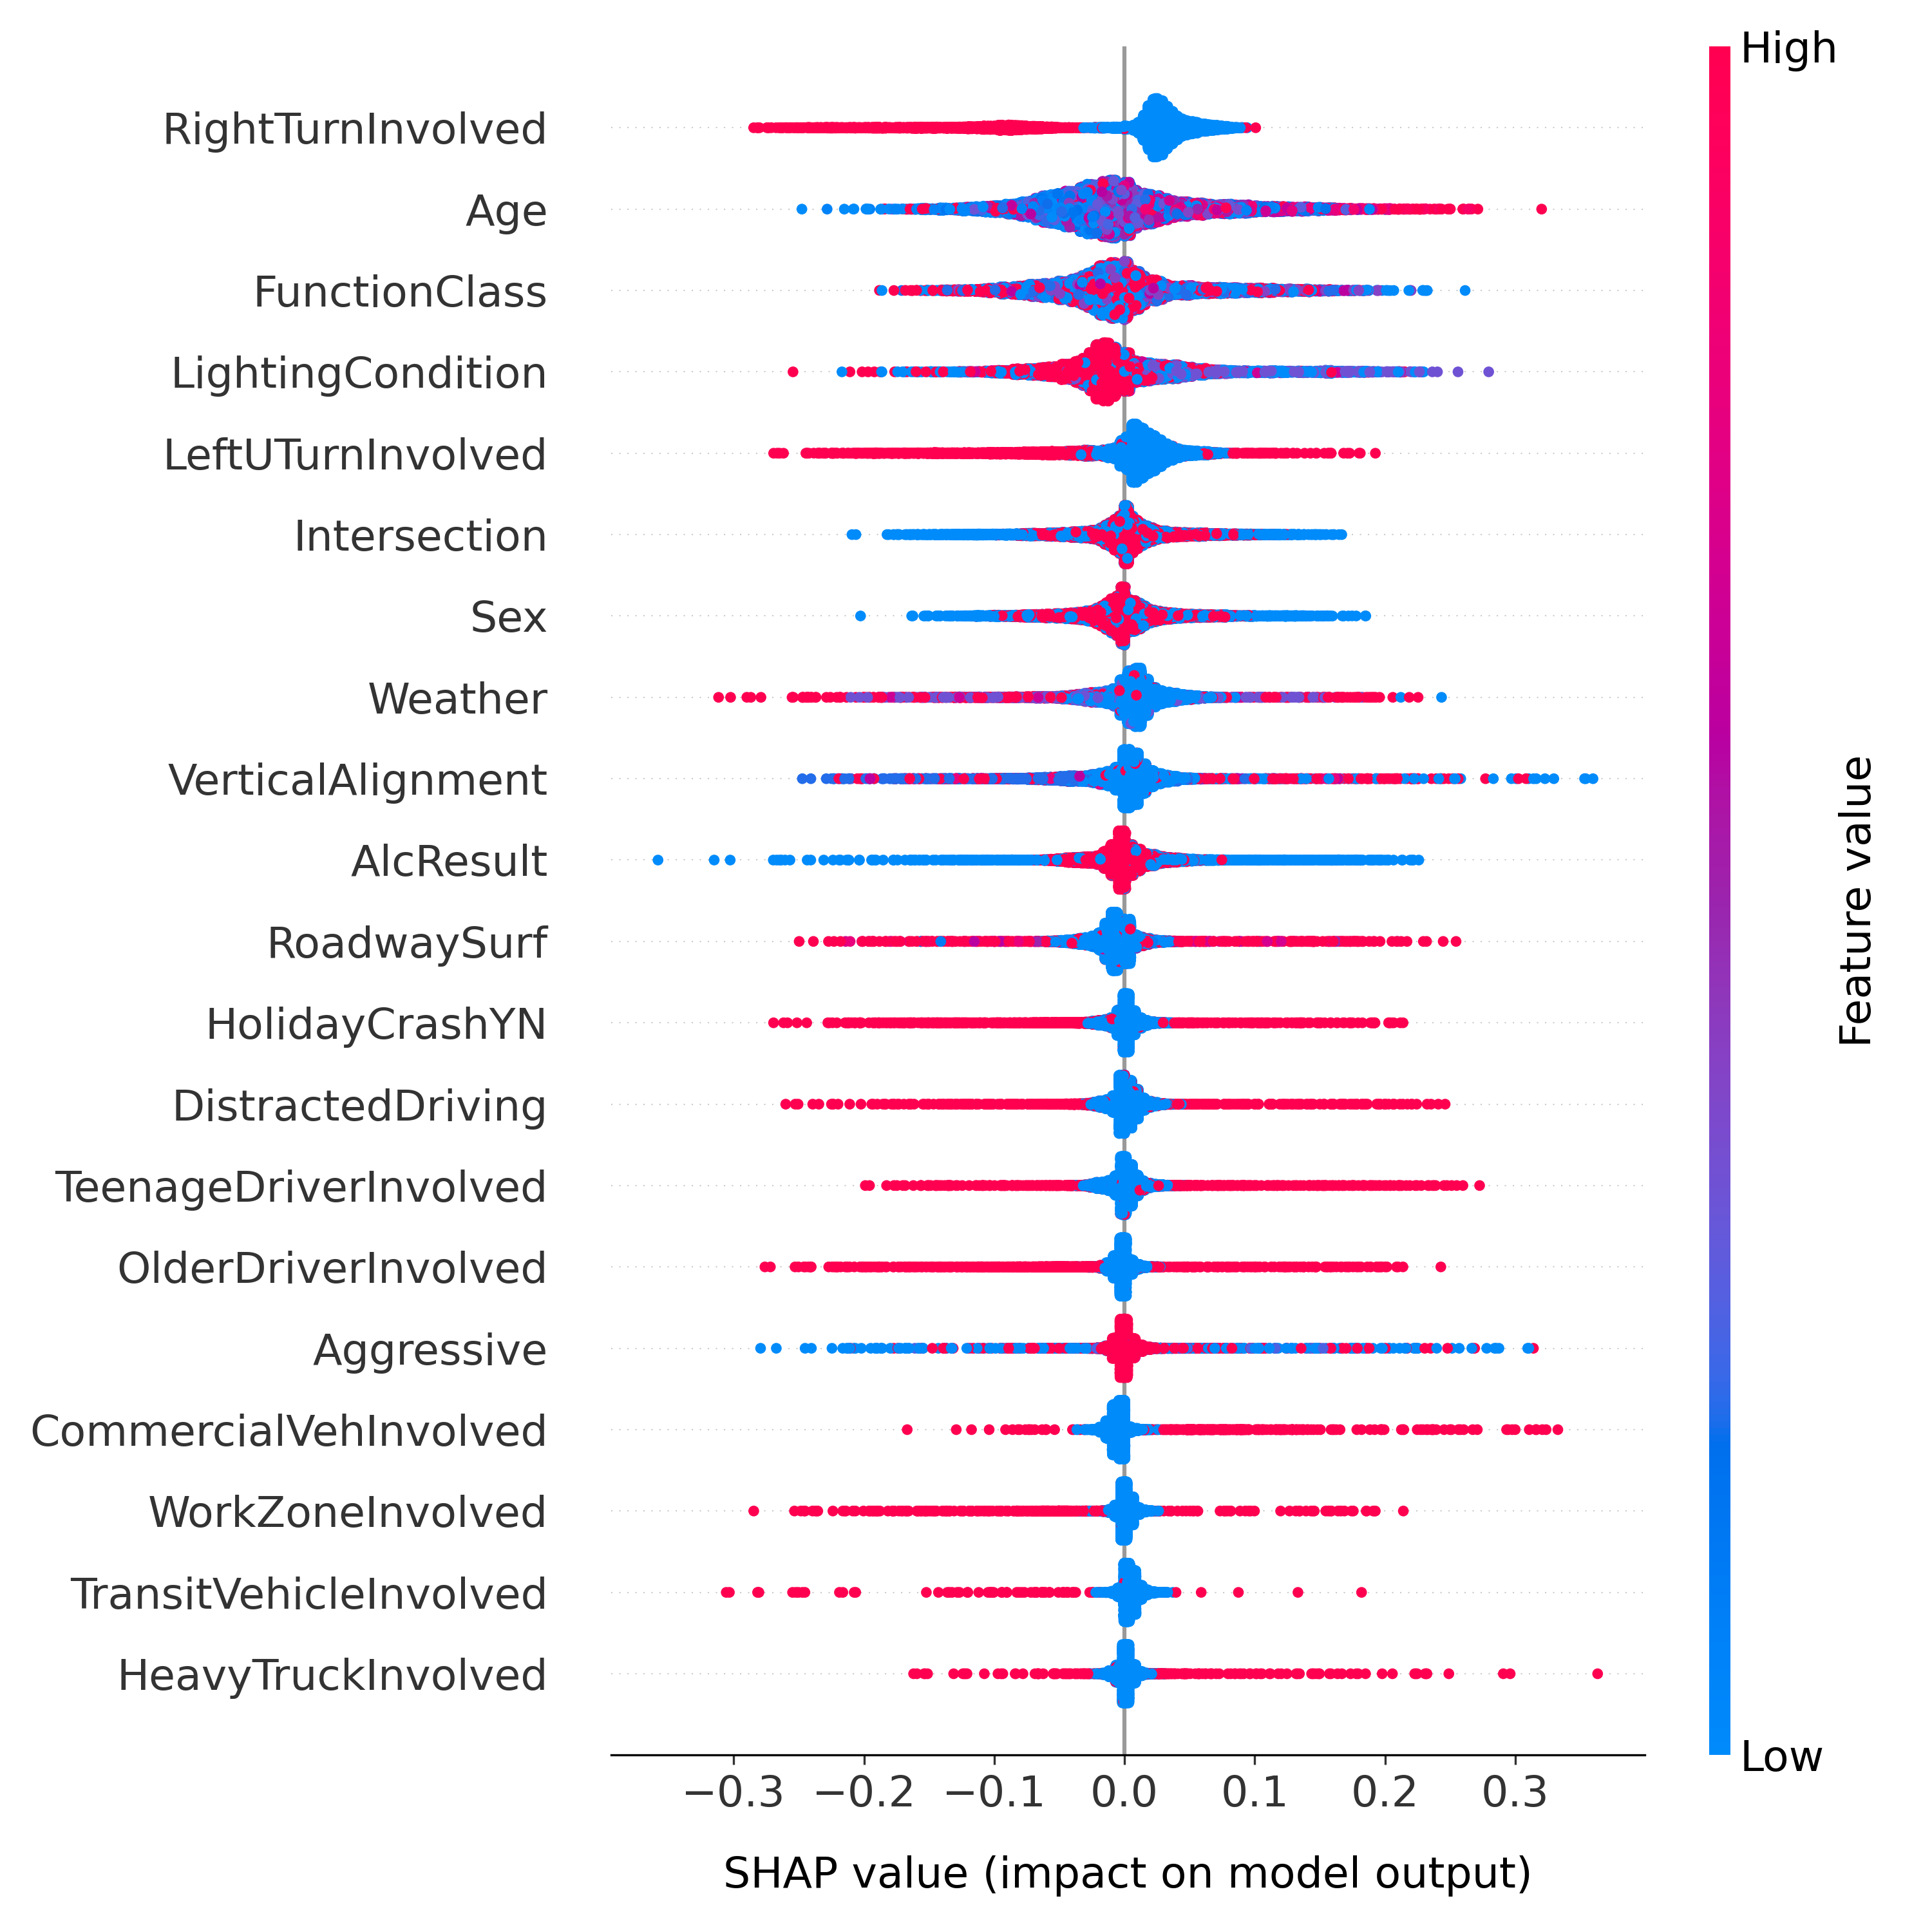 High
RightTurnInvolved
Age
FunctionClass
LightingCondition
LeftUTurnInvolved
Intersection
Sex
Weather
VerticalAlignment
AlcResult
RoadwaySurf
HolidayCrashYN
DistractedDriving
TeenageDriverInvolved
OlderDriverInvolved
Aggressive
CommercialVehInvolved
WorkZoneInvolved
TransitVehicleInvolved
HeavyTruckInvolved
Feature value
Low
−0.3 −0.2 −0.1 0.0 0.1 0.2 0.3
SHAP value (impact on model output)